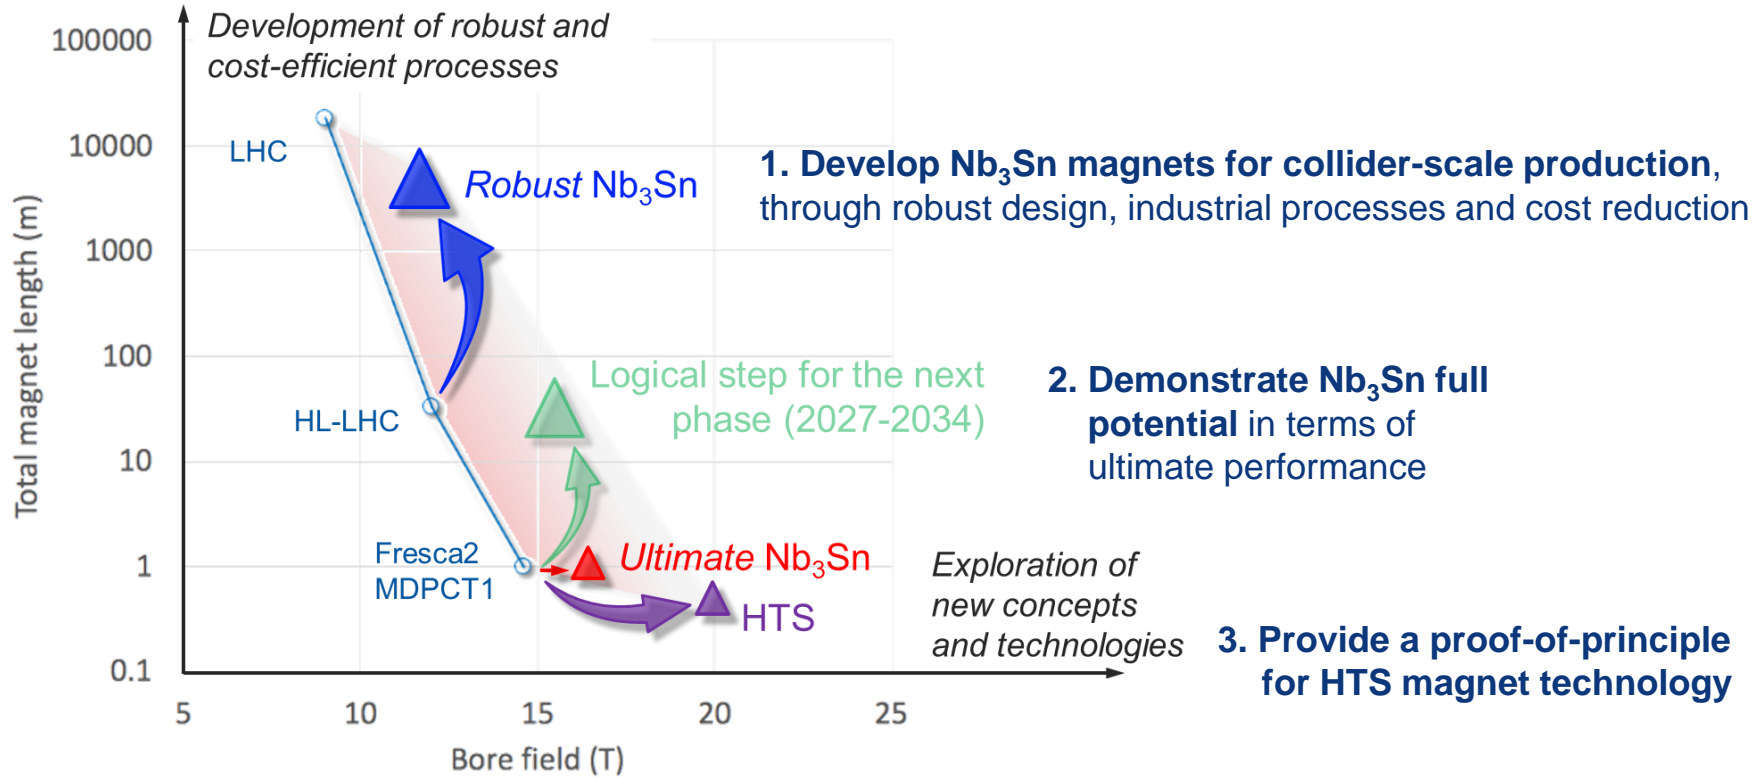 Development of robust and
cost-efficient processes
100000
10000
1000
100
10
1
0.1
Total magnet length (m)
LHC
Robust Nb₃Sn
1. Develop Nb₃Sn magnets for collider-scale production,
through robust design, industrial processes and cost reduction
Logical step for the next
phase (2027-2034)
HL-LHC
2. Demonstrate Nb₃Sn full
potential in terms of
ultimate performance
Fresca2
MDPCT1
Ultimate Nb₃Sn
HTS
Exploration of
new concepts
and technologies
3. Provide a proof-of-principle
for HTS magnet technology
5 10 15 20 25
Bore field (T)